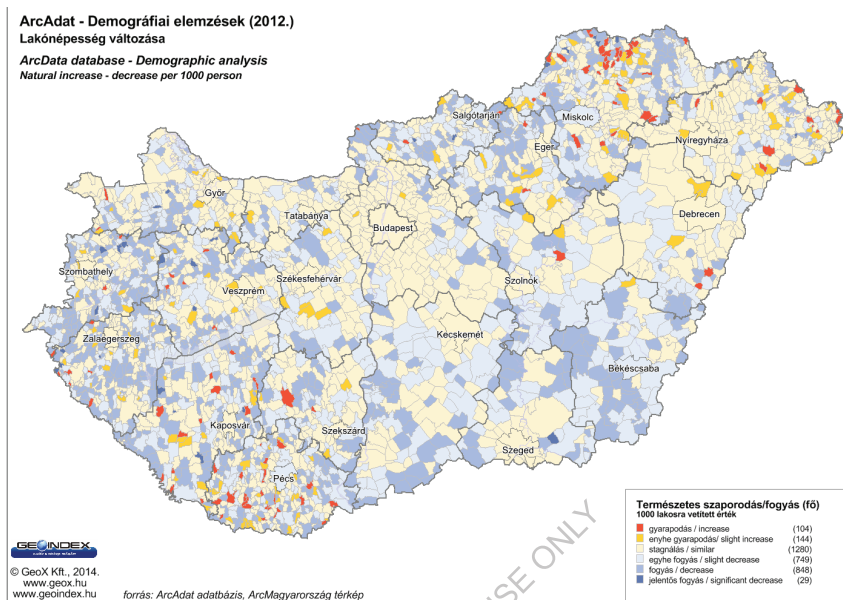 ArcAdat - Demográfiai elemzések (2012.)
Lakónépesség változása
ArcData database - Demographic analysis
Natural increase - decrease per 1000 person
Salgótarján
Miskolc
Eger
Nyíregyháza
Győr
Tatabánya
Budapest
Debrecen
Szombathely
Székesfehérvár
Szolnok
Veszprém
Zalaegerszeg
Kecskemét
Békéscsaba
Kaposvár
Szekszárd
Szeged
Pécs
SE ONLY
Természetes szaporodás/fogyás (fő)
1000 lakosra vetített érték
gyarapodás / increase (104)
enyhe gyarapodás/ slight increase (144)
stagnálás / similar (1280)
egyhe fogyás / slight decrease (749)
fogyás / decrease (848)
jelentős fogyás / significant decrease (29)
GEOINDEX
© GeoX Kft., 2014.
www.geox.hu
www.geoindex.hu
forrás: ArcAdat adatbázis, ArcMagyarország térkép